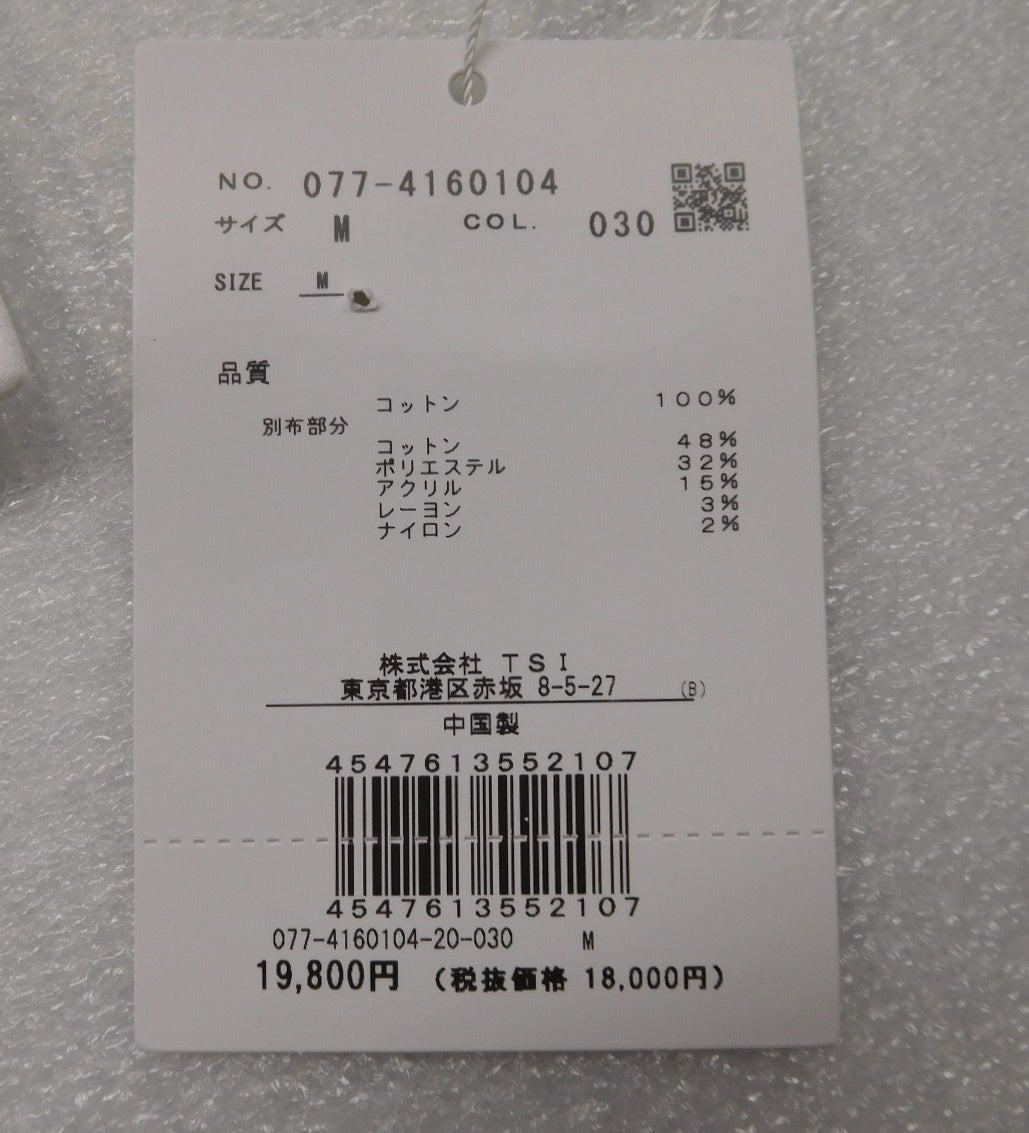 NO. 077-4160104
サイズ M COL. 030
SIZE M
品質
コットン 100%
別布部分
コットン 48%
ポリエステル 32%
アクリル 15%
レーヨン 3%
ナイロン 2%
株式会社 TSI
東京都港区赤坂 8-5-27 (B)
中国製
4547613552107
4547613552107
077-4160104-20-030 M
19,800円 (税抜価格 18,000円)